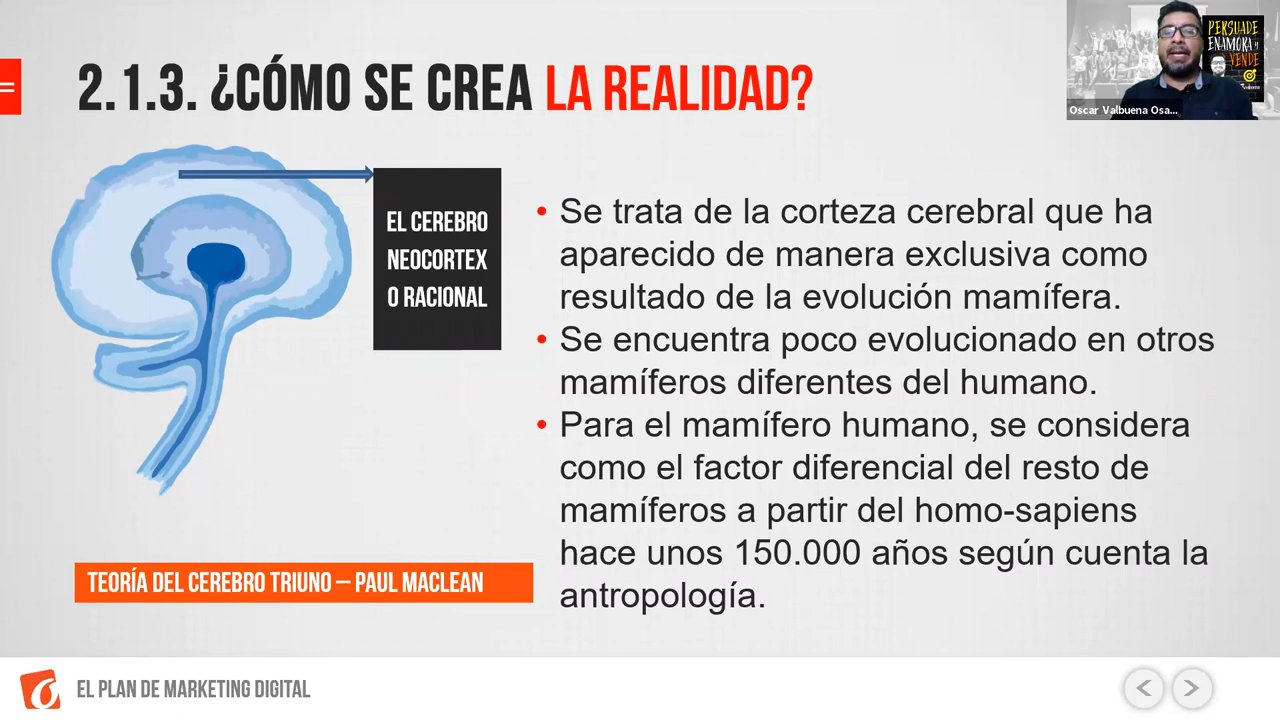 2.1.3. ¿CÓMO SE CREA LA REALIDAD?
PERSUADE
ENAMORA Y
VENDE
Oscar Valbuena Osa...
EL CEREBRO
NEOCORTEX
O RACIONAL
• Se trata de la corteza cerebral que ha
aparecido de manera exclusiva como
resultado de la evolución mamífera.
• Se encuentra poco evolucionado en otros
mamíferos diferentes del humano.
• Para el mamífero humano, se considera
como el factor diferencial del resto de
mamíferos a partir del homo-sapiens
hace unos 150.000 años según cuenta la
antropología.
TEORÍA DEL CEREBRO TRIUNO – PAUL MACLEAN
EL PLAN DE MARKETING DIGITAL